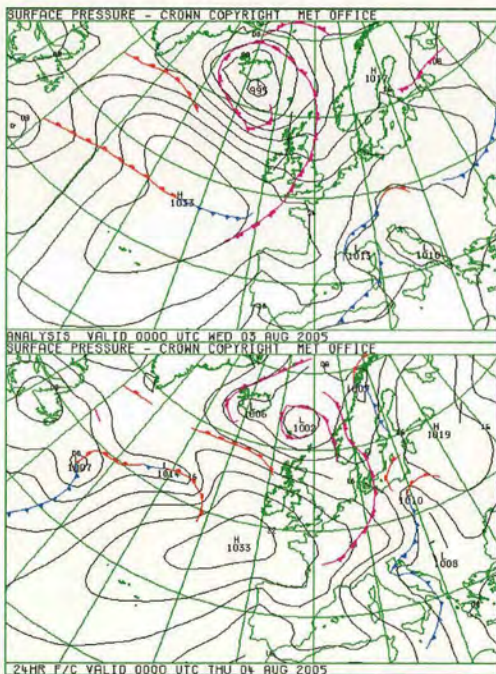 SURFACE PRESSURE - CROWN COPYRIGHT MET OFFICE
995
H
1017
H
1033
L
1013
L
1016
ANALYSIS VALID 0000 UTC WED 03 AUG 2005
SURFACE PRESSURE - CROWN COPYRIGHT MET OFFICE
1006
1002
1007
H
1019
1007
L
1014
1010
H
1033
L
1008
24HR F/C VALID 0000 UTC THU 04 AUG 2005